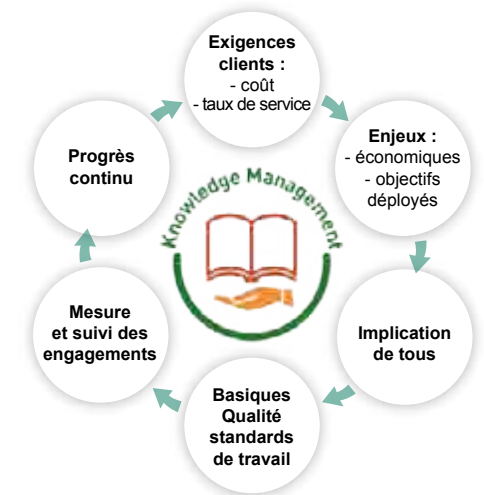 Exigences
clients :
- coût
- taux de service
Enjeux :
- économiques
- objectifs
déployés
Implication
de tous
Basiques
Qualité
standards
de travail
Mesure
et suivi des
engagements
Progrès
continu
Knowledge Management